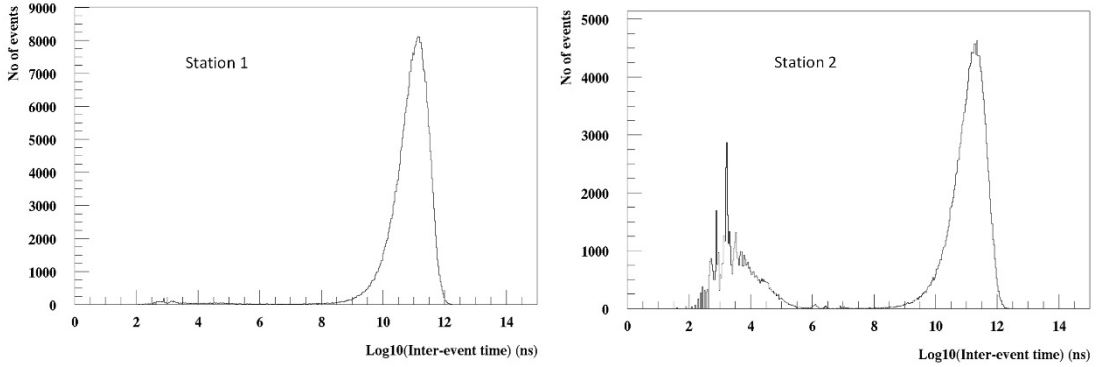 No of events
9000
8000
7000
6000
5000
4000
3000
2000
1000
0
Station 1
0 2 4 6 8 10 12 14
Log10(Inter-event time) (ns)
No of events
5000
4000
3000
2000
1000
0
Station 2
0 2 4 6 8 10 12 14
Log10(Inter-event time) (ns)